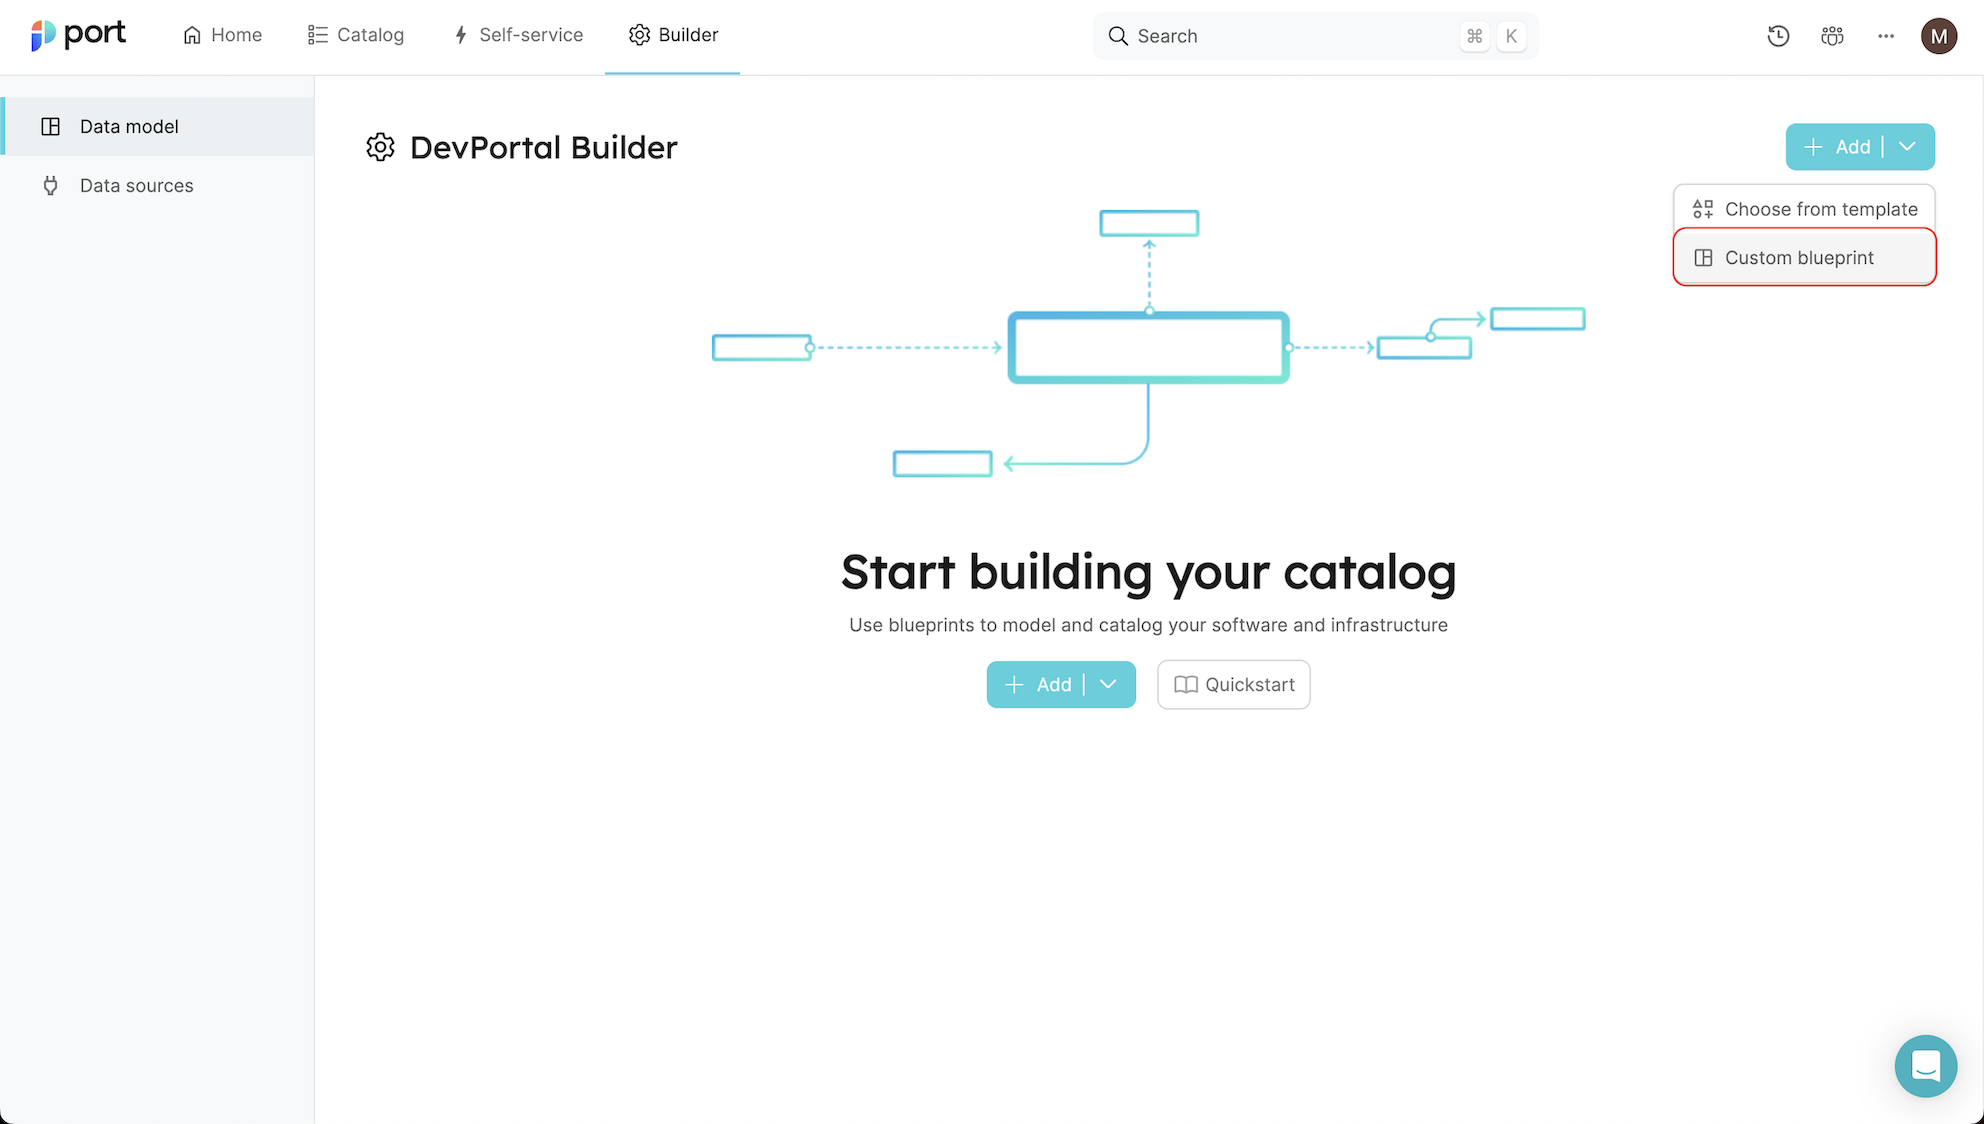 port
Home
Catalog
Self-service
Builder
Search
⌘ K
M
Data model
Data sources
DevPortal Builder
Add
Choose from template
Custom blueprint
Start building your catalog
Use blueprints to model and catalog your software and infrastructure
Add
Quickstart